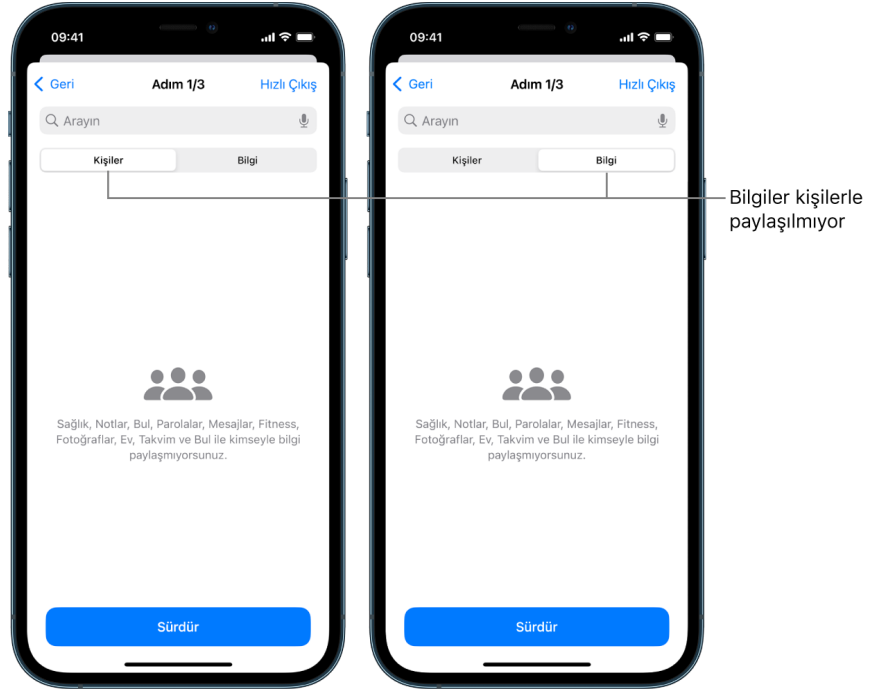 09:41
Geri
Adım 1/3
Hızlı Çıkış
Arayın
Kişiler
Bilgi
Sağlık, Notlar, Bul, Parolalar, Mesajlar, Fitness,
Fotoğraflar, Ev, Takvim ve Bul ile kimseyle bilgi
paylaşmıyorsunuz.
Sürdür
09:41
Geri
Adım 1/3
Hızlı Çıkış
Arayın
Kişiler
Bilgi
Sağlık, Notlar, Bul, Parolalar, Mesajlar, Fitness,
Fotoğraflar, Ev, Takvim ve Bul ile kimseyle bilgi
paylaşmıyorsunuz.
Sürdür
Bilgiler kişilerle
paylaşılmıyor